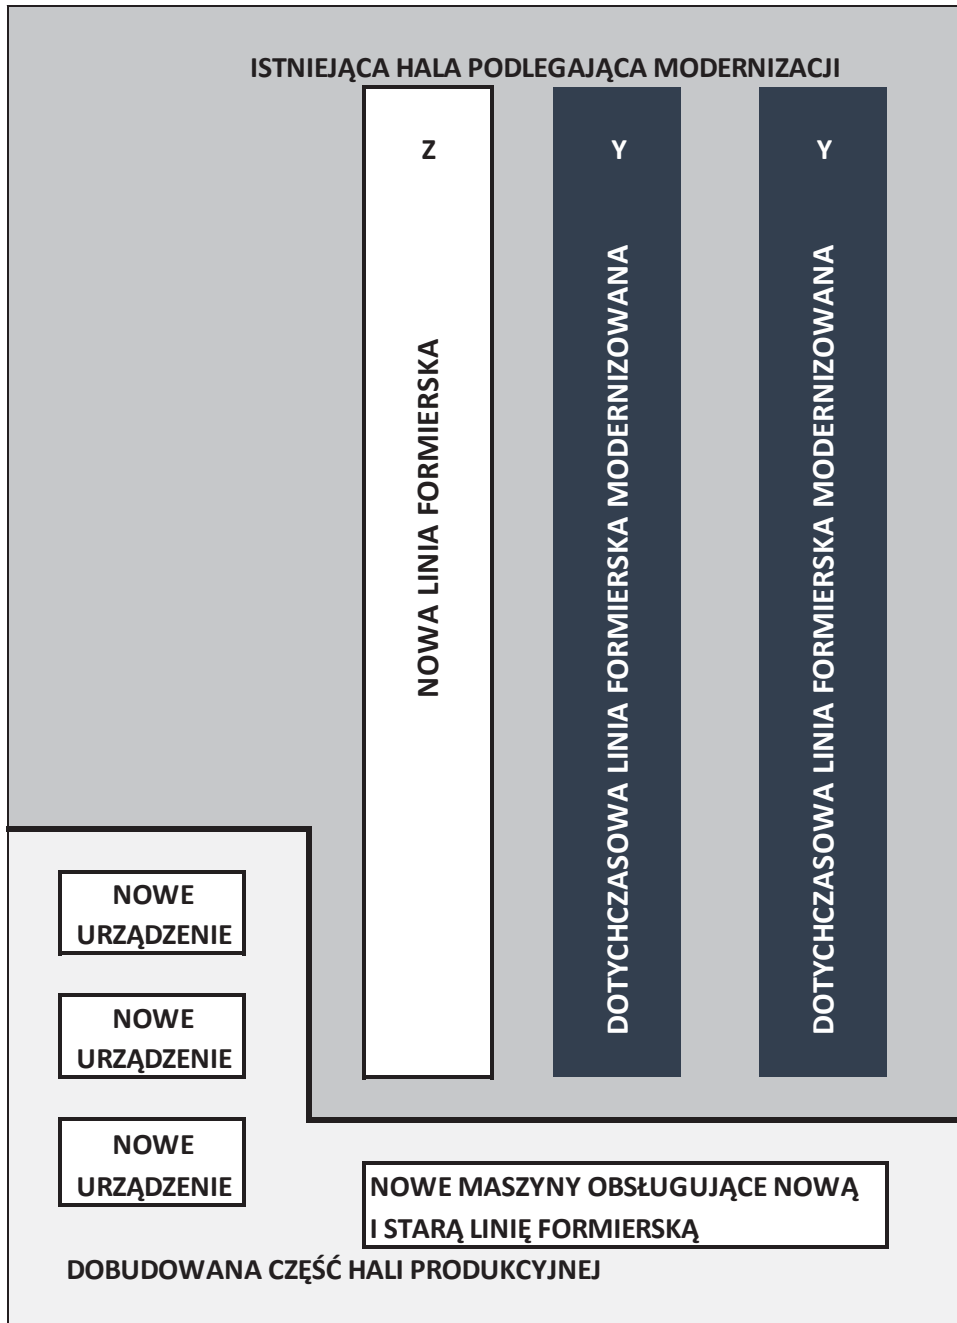 ISTNIEJĄCA HALA PODLEGAJĄCA MODERNIZACJI
Z
NOWA LINIA FORMIERSKA
Y
DOTYCHCZASOWA LINIA FORMIERSKA MODERNIZOWANA
Y
DOTYCHCZASOWA LINIA FORMIERSKA MODERNIZOWANA
NOWE
URZĄDZENIE
NOWE
URZĄDZENIE
NOWE
URZĄDZENIE
NOWE MASZYNY OBSŁUGUJĄCE NOWĄ
I STARĄ LINIĘ FORMIERSKĄ
DOBUDOWANA CZĘŚĆ HALI PRODUKCYJNEJ